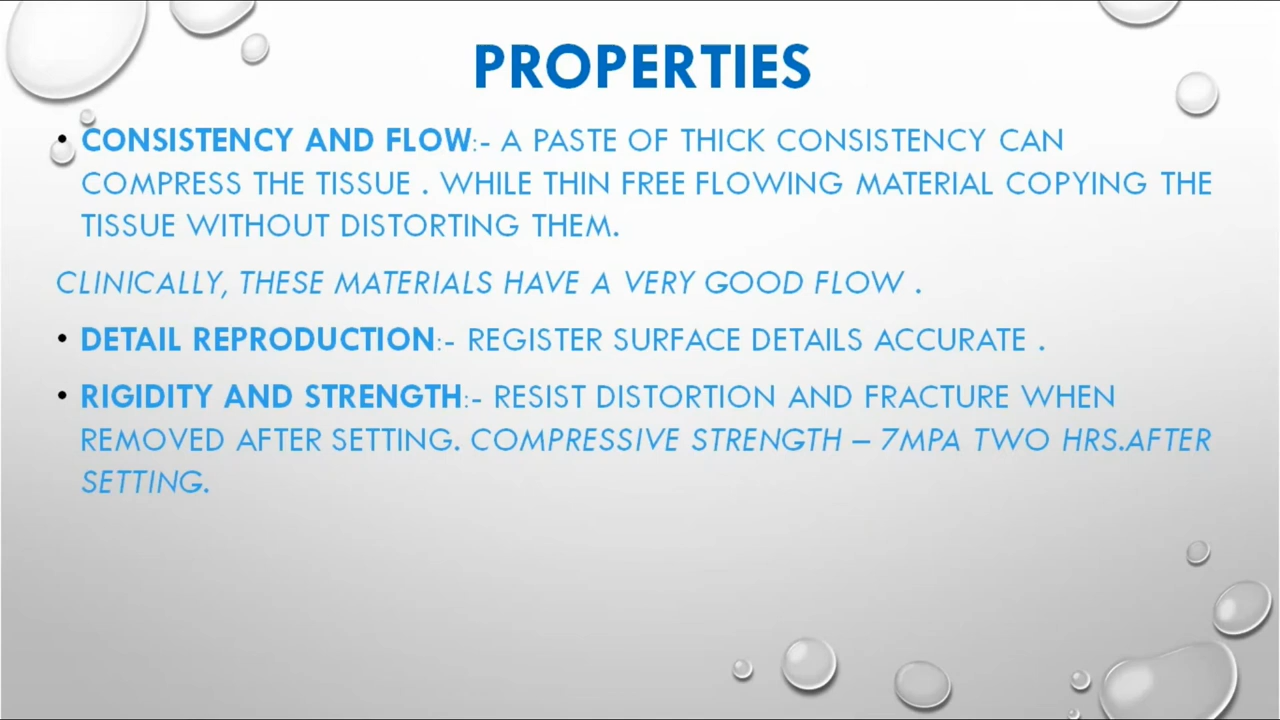 PROPERTIES
• CONSISTENCY AND FLOW:- A PASTE OF THICK CONSISTENCY CAN
COMPRESS THE TISSUE . WHILE THIN FREE FLOWING MATERIAL COPYING THE
TISSUE WITHOUT DISTORTING THEM.
CLINICALLY, THESE MATERIALS HAVE A VERY GOOD FLOW .
• DETAIL REPRODUCTION:- REGISTER SURFACE DETAILS ACCURATE .
• RIGIDITY AND STRENGTH:- RESIST DISTORTION AND FRACTURE WHEN
REMOVED AFTER SETTING. COMPRESSIVE STRENGTH – 7MPA TWO HRS.AFTER
SETTING.